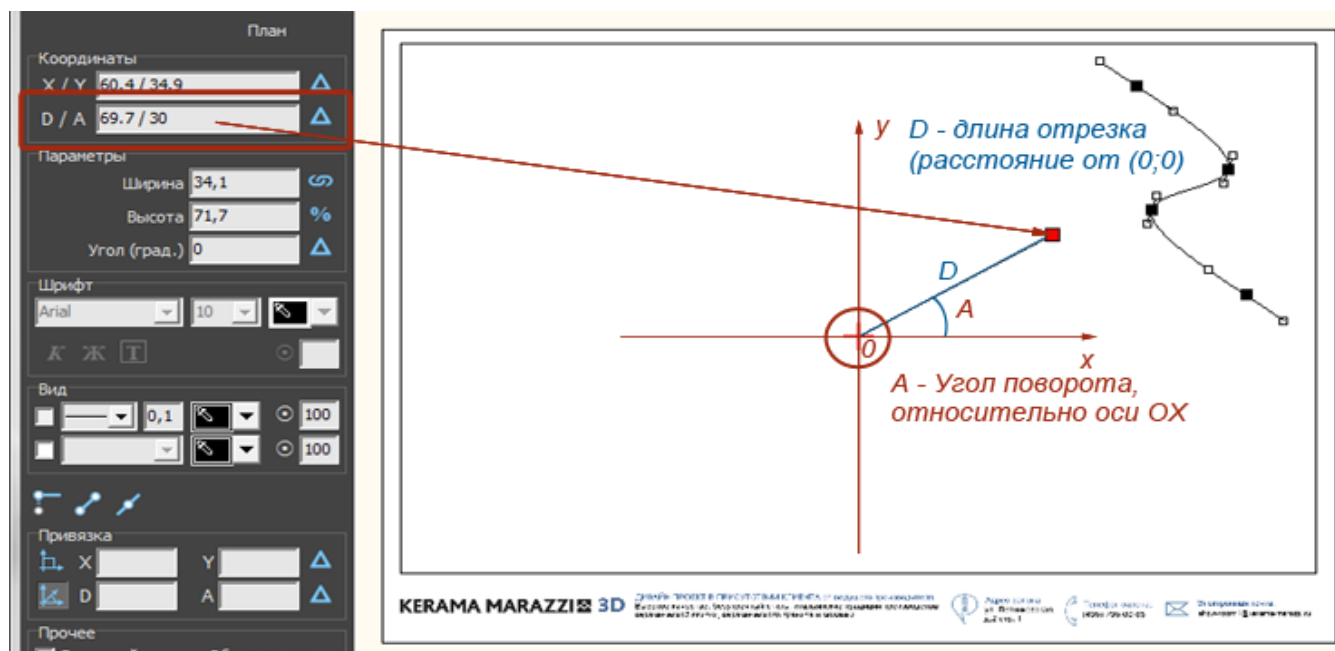 План
Координаты
X / Y 60.4 / 34.9
D / A 69.7 / 30
Параметры
Ширина 34,1
Высота 71,7
%
Угол (град.) 0
Шрифт
Arial 10
К Ж T
Вид
0,1 100
100
Привязка
X Y
D A
Прочее
y
D - длина отрезка
(расстояние от (0;0)
D
A
0
x
A - Угол поворота,
относительно оси OX
KERAMA MARAZZI 3D